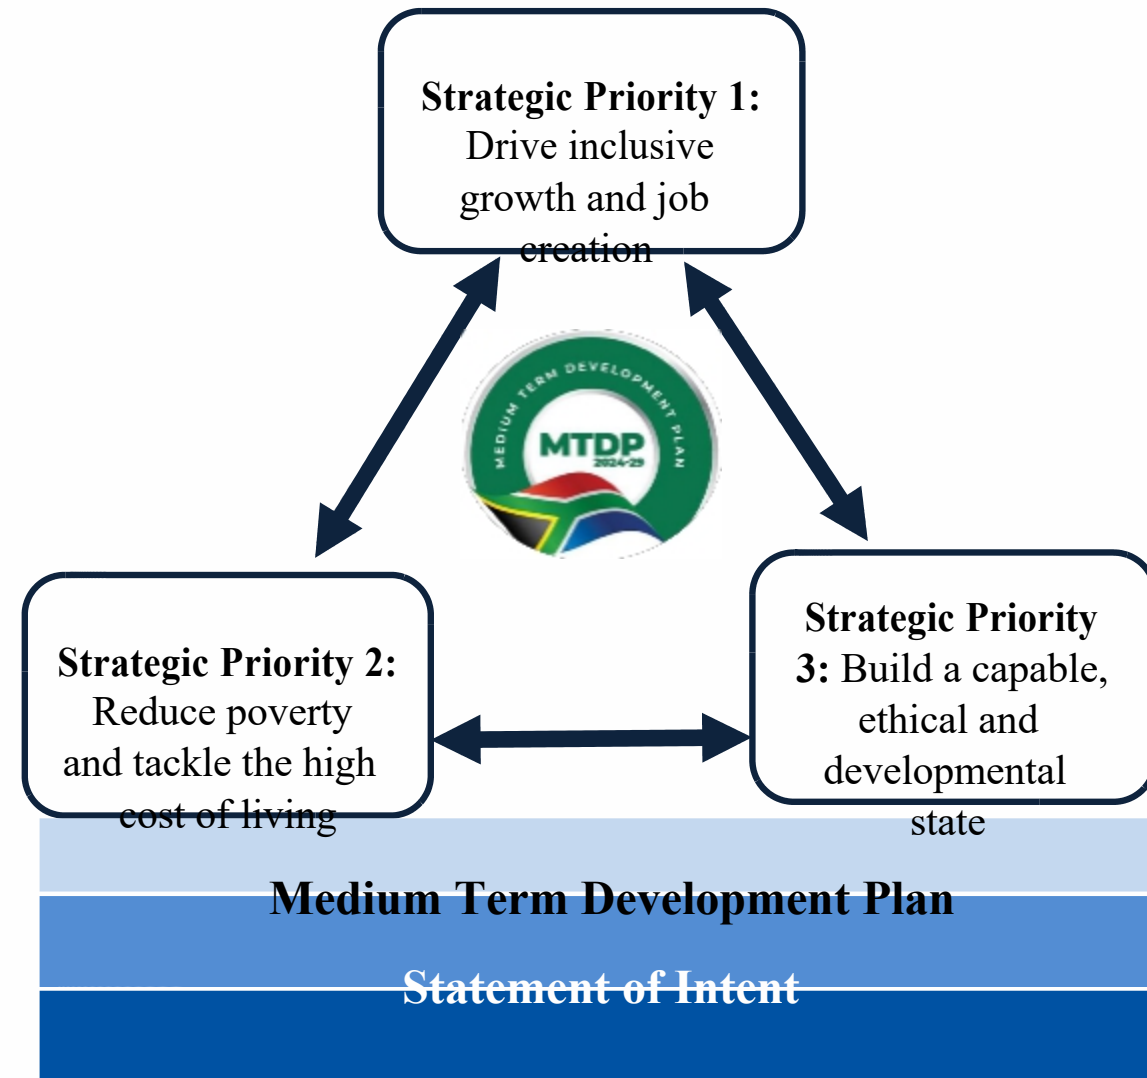 Strategic Priority 1:
Drive inclusive
growth and job
creation
MEDIUM TERM DEVELOPMENT PLAN
MTDP
2024-29
Strategic Priority 2:
Reduce poverty
and tackle the high
cost of living
Strategic Priority
3: Build a capable,
ethical and
developmental
state
Medium Term Development Plan
Statement of Intent